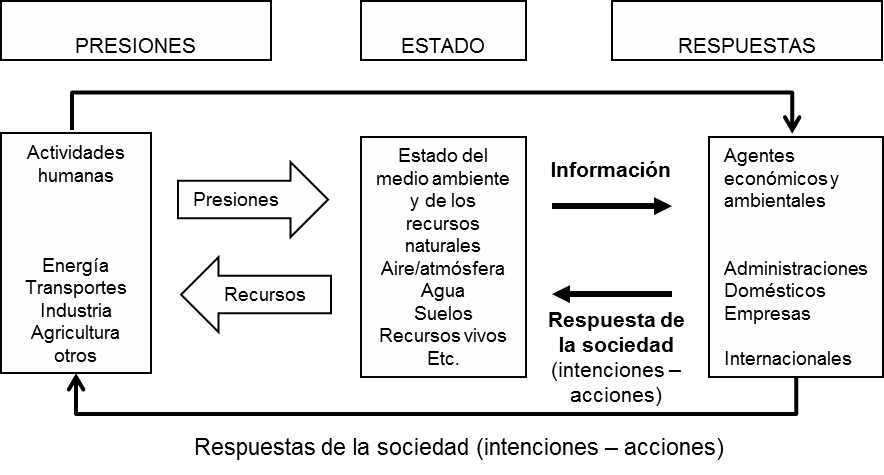 PRESIONES
ESTADO
RESPUESTAS
Actividades
humanas
Energía
Transportes
Industria
Agricultura
otros
Presiones
Recursos
Estado del
medio ambiente
y de los
recursos
naturales
Aire/atmósfera
Agua
Suelos
Recursos vivos
Etc.
Información
Respuesta de
la sociedad
(intenciones –
acciones)
Agentes
económicos y
ambientales
Administraciones
Domésticos
Empresas
Internacionales
Respuestas de la sociedad (intenciones – acciones)